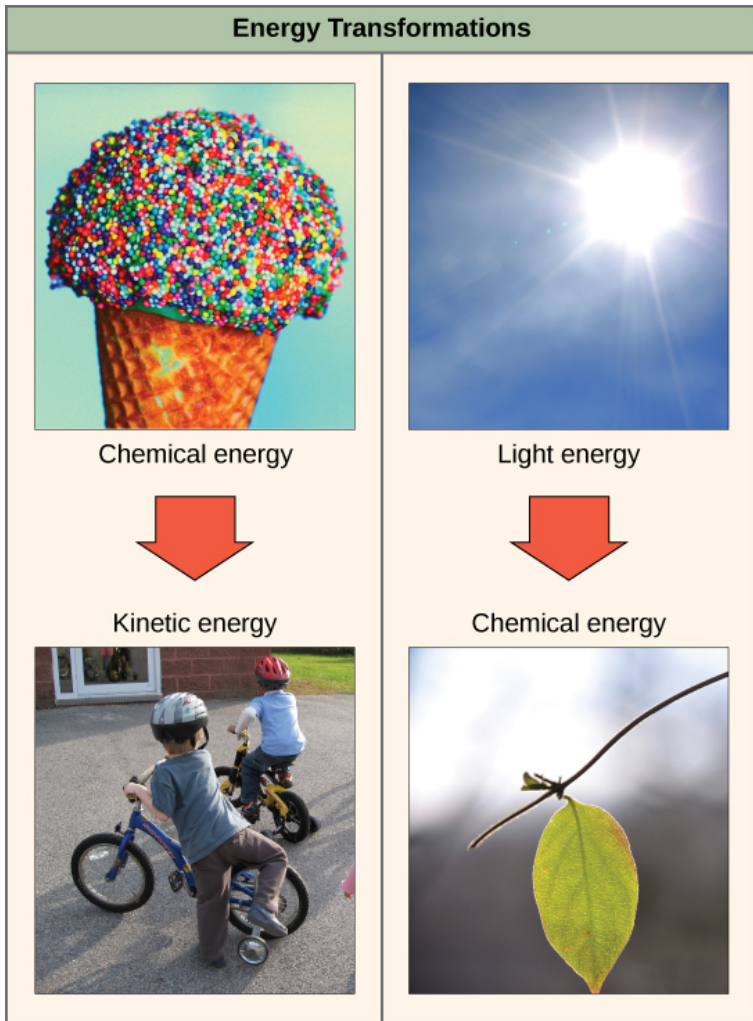 Energy Transformations
Chemical energy
Kinetic energy
Light energy
Chemical energy